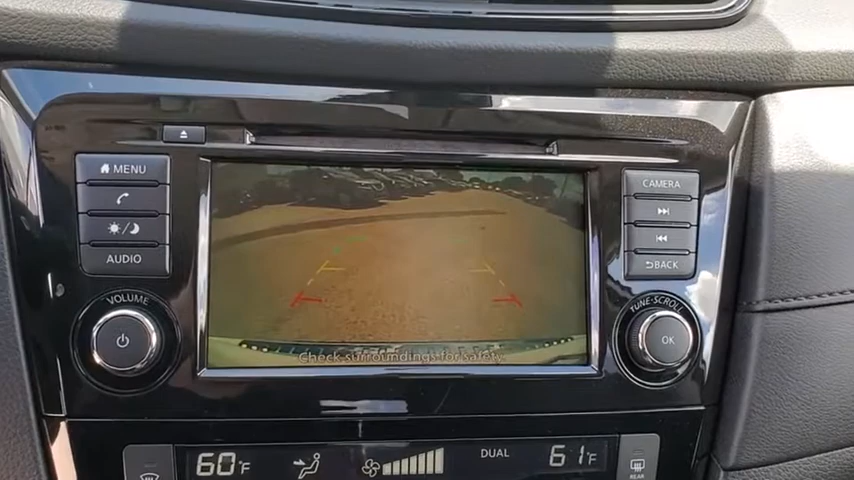 MENU
CAMERA
AUDIO
BACK
VOLUME
TUNE·SCROLL
OK
Check surroundings for safety
60°F
DUAL
61°F
REAR